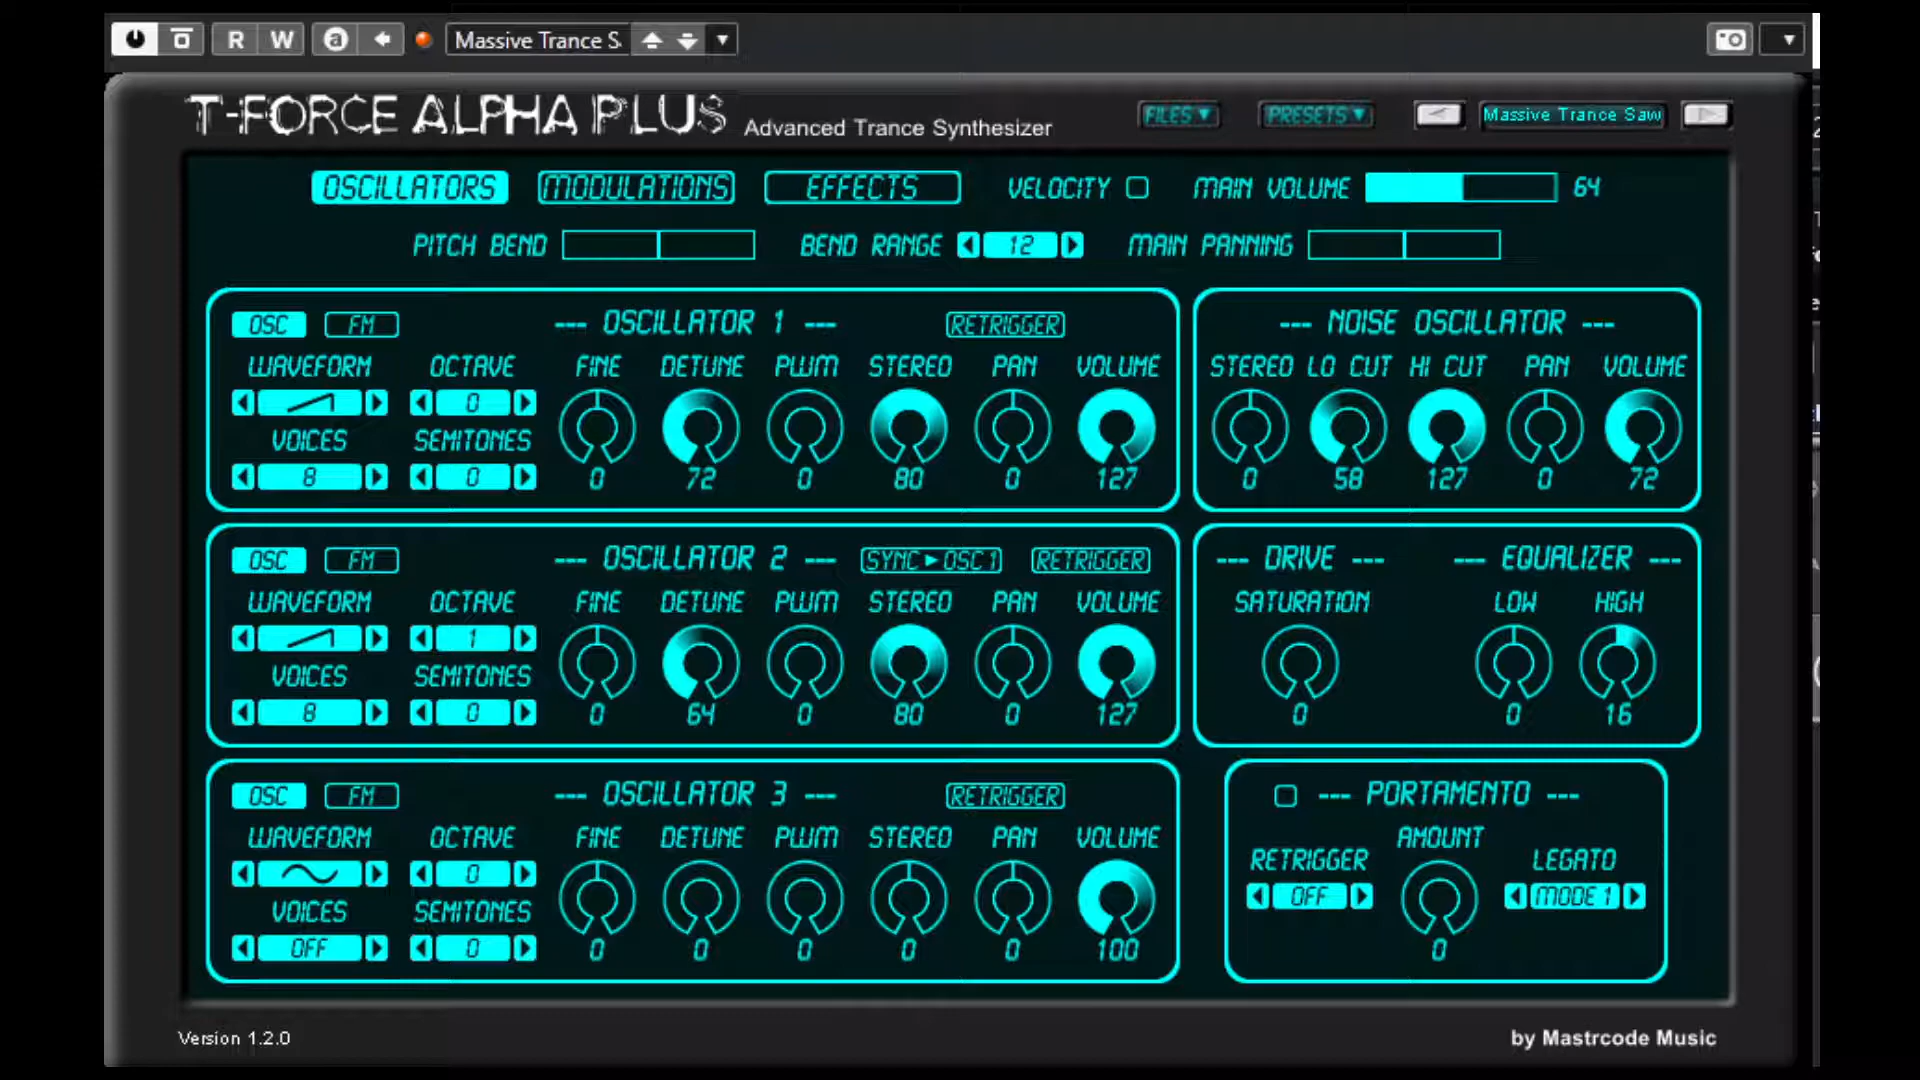 R W a Massive Trance S
T-FORCE ALPHA PLUS Advanced Trance Synthesizer FILES PRESETS Massive Trance Saw
OSCILLATORS MODULATIONS EFFECTS VELOCITY MAIN VOLUME 64
PITCH BEND BEND RANGE 12 MAIN PANNING
OSC FM --- OSCILLATOR 1 --- RETRIGGER
WAVEFORM OCTAVE FINE DETUNE PWM STEREO PAN VOLUME
0
VOICES SEMITONES
8 0 0 72 0 80 0 127
--- NOISE OSCILLATOR ---
STEREO LO CUT HI CUT PAN VOLUME
0 58 127 0 72
OSC FM --- OSCILLATOR 2 --- SYNC ► OSC 1 RETRIGGER
WAVEFORM OCTAVE FINE DETUNE PWM STEREO PAN VOLUME
1
VOICES SEMITONES
8 0 0 64 0 80 0 127
--- DRIVE --- --- EQUALIZER ---
SATURATION LOW HIGH
0 0 16
OSC FM --- OSCILLATOR 3 --- RETRIGGER
WAVEFORM OCTAVE FINE DETUNE PWM STEREO PAN VOLUME
0
VOICES SEMITONES
OFF 0 0 0 0 0 0 100
--- PORTAMENTO ---
RETRIGGER AMOUNT LEGATO
OFF 0 MODE 1
Version 1.2.0 by Mastrcode Music